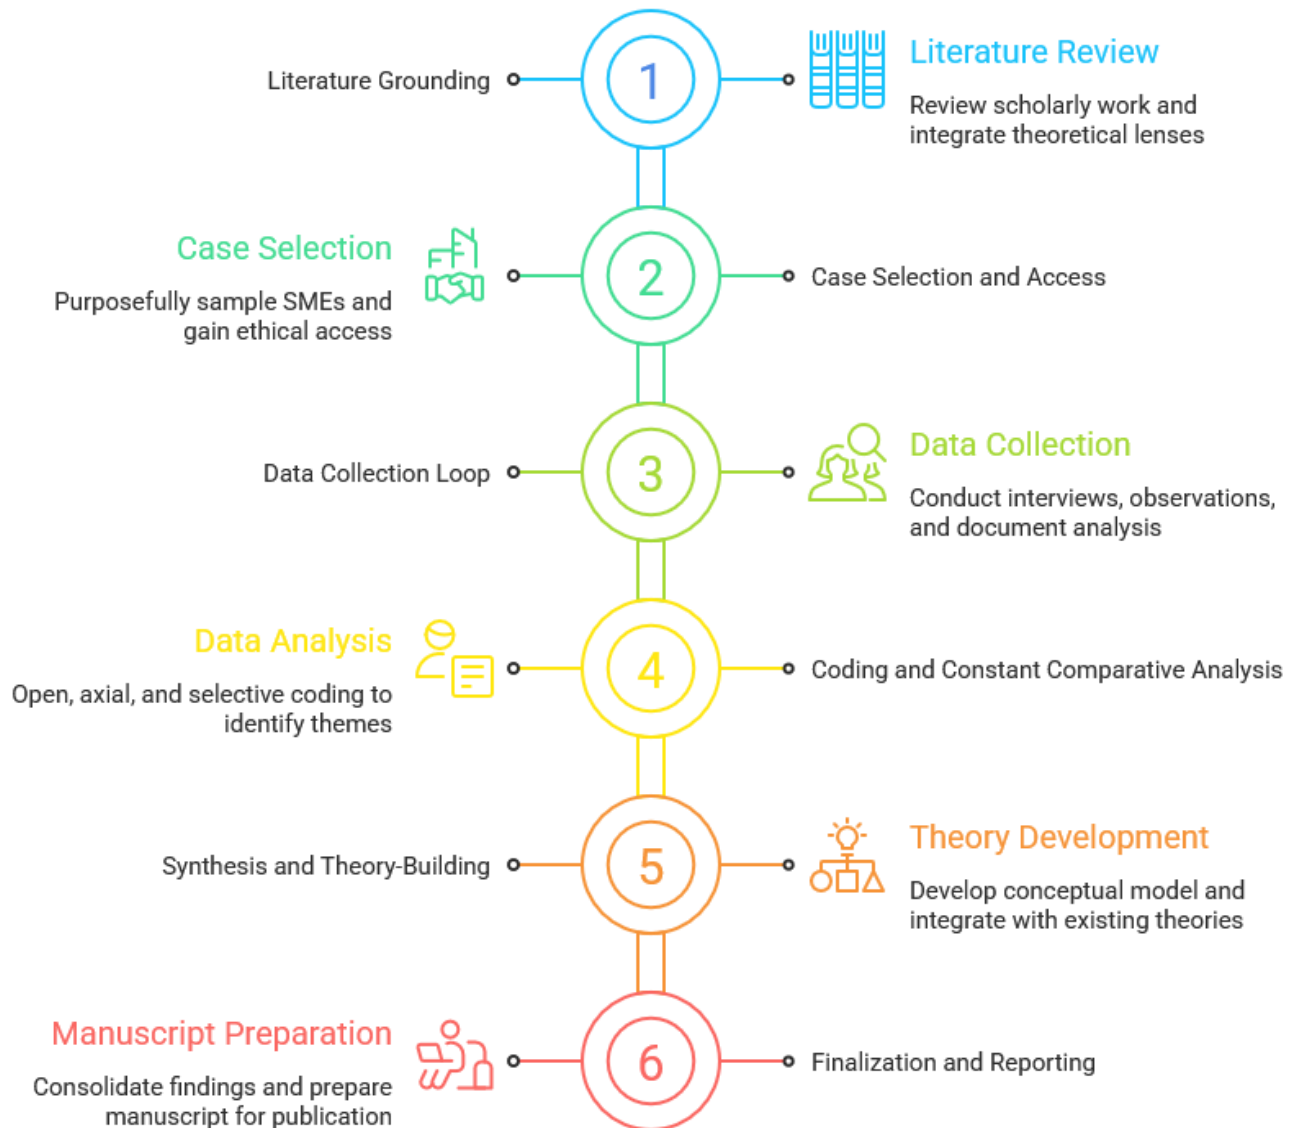 Literature Grounding
1
Literature Review
Review scholarly work and
integrate theoretical lenses
Case Selection
Purposefully sample SMEs and
gain ethical access
2
Case Selection and Access
Data Collection Loop
3
Data Collection
Conduct interviews, observations,
and document analysis
Data Analysis
Open, axial, and selective coding to
identify themes
4
Coding and Constant Comparative Analysis
Synthesis and Theory-Building
5
Theory Development
Develop conceptual model and
integrate with existing theories
Manuscript Preparation
Consolidate findings and prepare
manuscript for publication
6
Finalization and Reporting